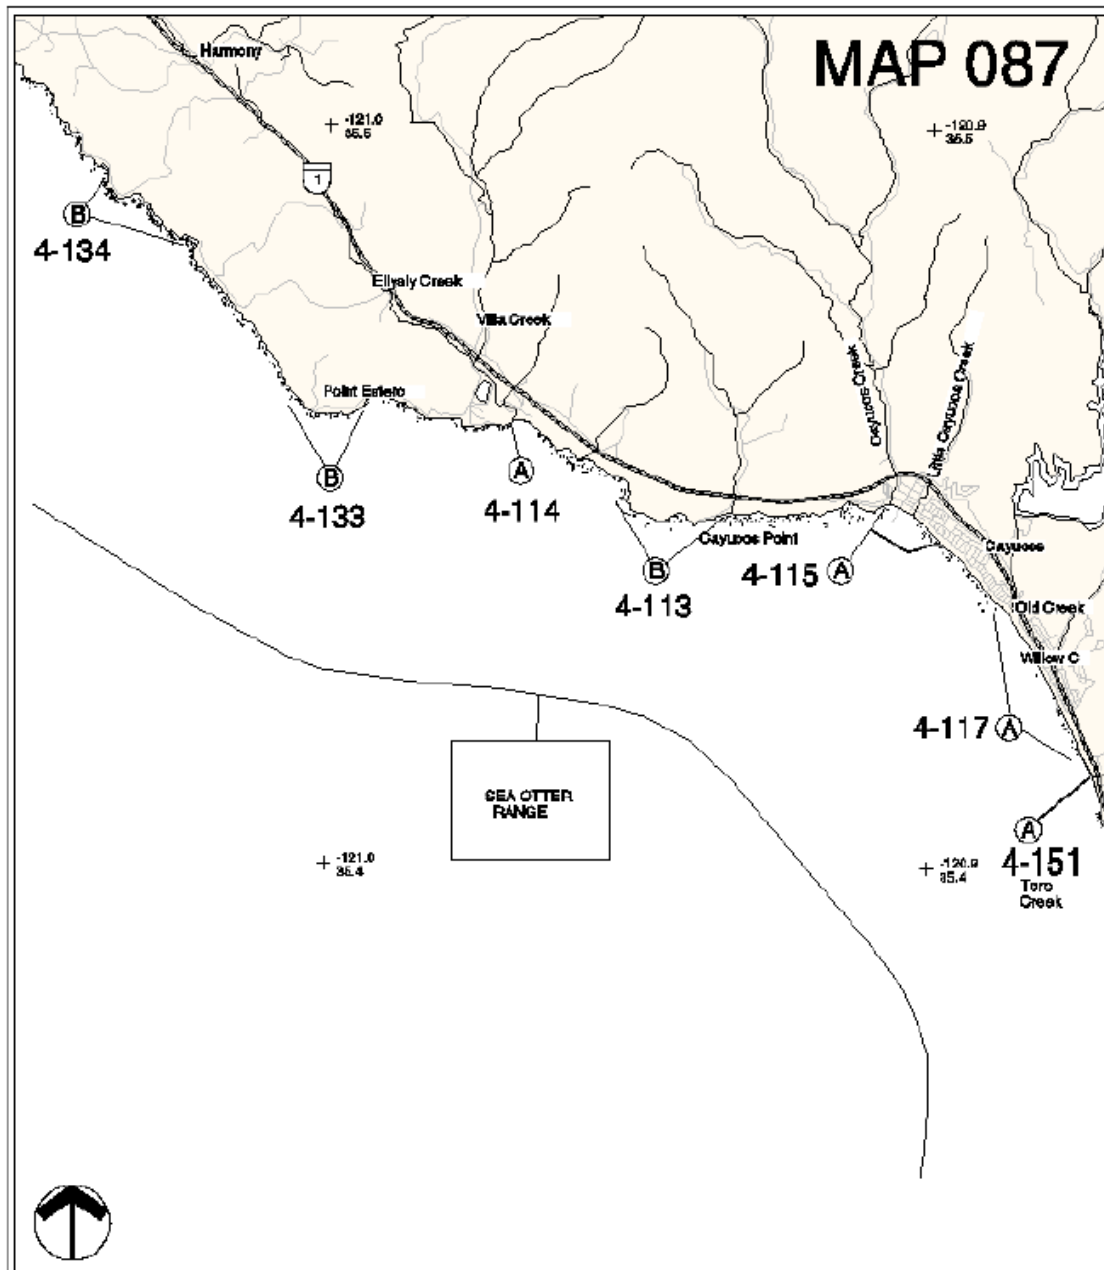 MAP 087
Harmony
-121.0
35.5
-120.9
35.5
1
B
4-134
Ellysly Creek
Villa Creek
Point Estero
Cayucos Creek
Little Cayucos Creek
B
4-133
A
4-114
Cayucos Point
B
4-113
4-115 A
Cayucos
Old Creek
Willow C
4-117 A
SEA OTTER
RANGE
A
4-151
Toro
Creek
-121.0
35.4
-120.9
35.4